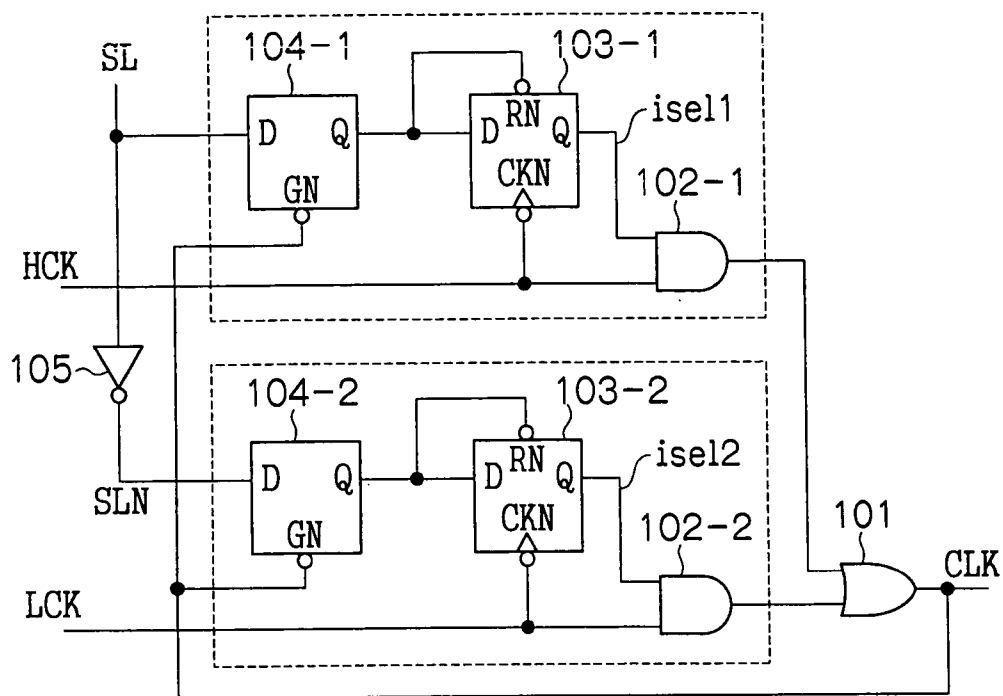 SL
104-1
103-1
D
Q
GN
D
RN
Q
CKN
isel1
102-1
HCK
105
SLN
104-2
103-2
D
Q
GN
D
RN
Q
CKN
isel2
102-2
101
CLK
LCK